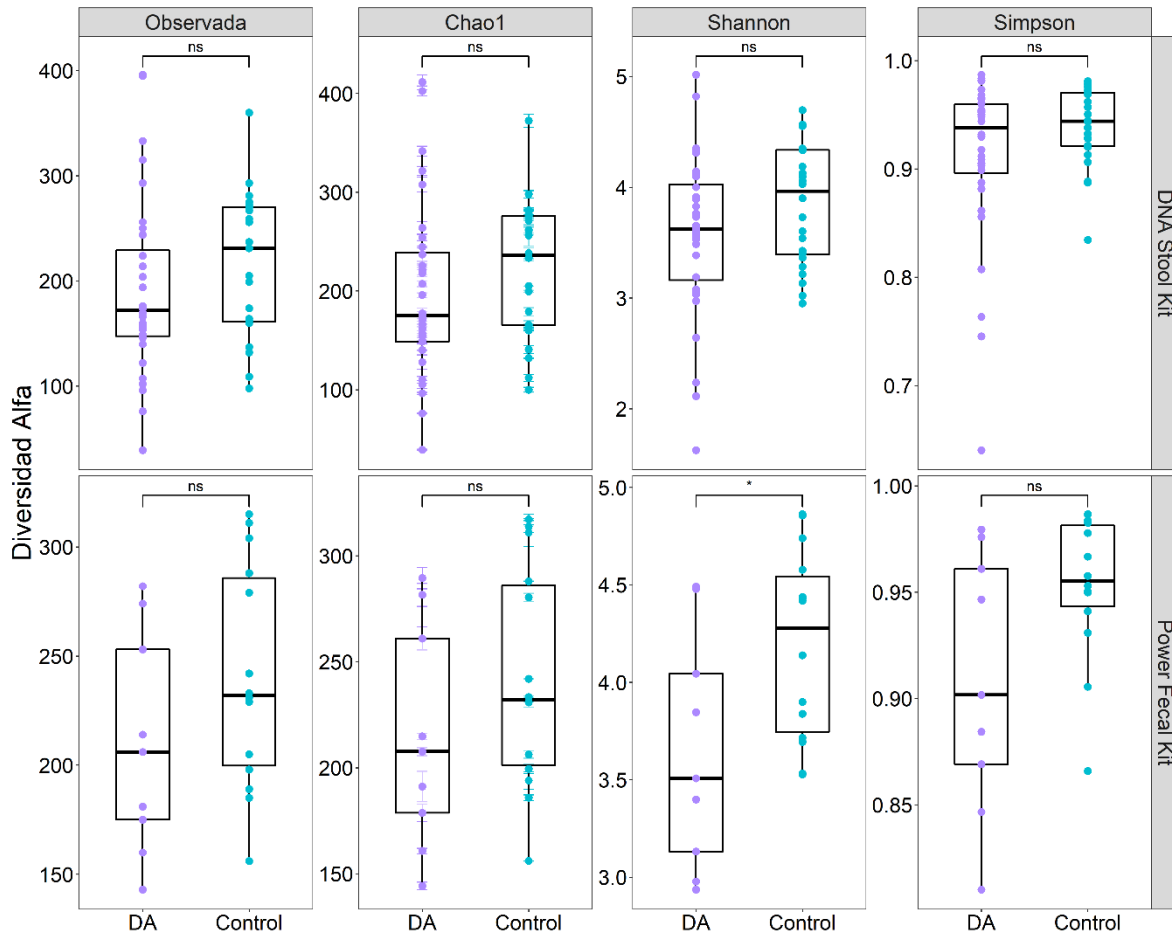 Observada
Chao1
Shannon
Simpson
ns
ns
ns
ns
400
300
200
100
400
300
200
100
5
4
3
2
1.0
0.9
0.8
0.7
DNA Stool Kit
Diversidad Alfa
ns
ns
*
ns
300
250
200
150
300
250
200
150
5.0
4.5
4.0
3.5
3.0
1.00
0.95
0.90
0.85
Power Fecal Kit
DA Control
DA Control
DA Control
DA Control